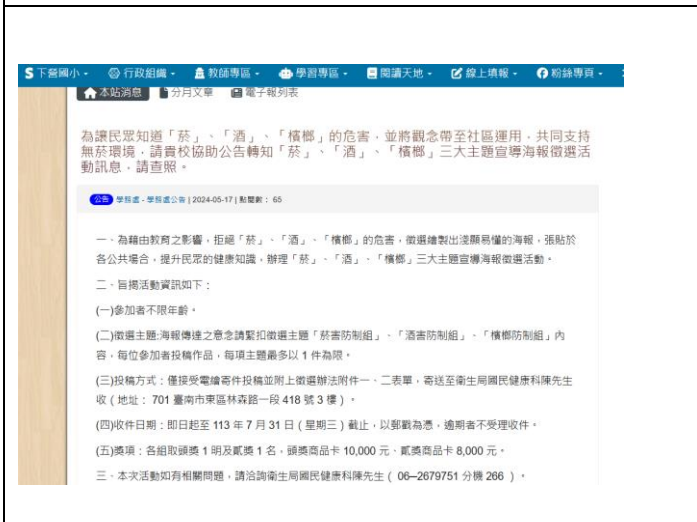 S下營國小 行政組織 教師專區 學習專區 閱讀天地 線上填報 粉絲專頁
本站消息 分月文章 電子報列表
為讓民眾知道「菸」、「酒」、「檳榔」的危害，並將觀念帶至社區運用，共同支持
無菸環境，請貴校協助公告轉知「菸」、「酒」、「檳榔」三大主題宣導海報徵選活
動訊息，請查照。
公告 學務處 - 學務處公告 | 2024-05-17 | 點閱數： 65
一、為藉由教育之影響，拒絕「菸」、「酒」、「檳榔」的危害，徵選繪製出淺顯易懂的海報，張貼於
各公共場合，提升民眾的健康知識，辦理「菸」、「酒」、「檳榔」三大主題宣導海報徵選活動。
二、旨揭活動資訊如下：
(一)參加者不限年齡。
(二)徵選主題:海報傳達之意念請緊扣徵選主題「菸害防制組」、「酒害防制組」、「檳榔防制組」內
容，每位參加者投稿作品，每項主題最多以 1 件為限。
(三)投稿方式：僅接受電繪寄件投稿並附上徵選辦法附件一、二表單，寄送至衛生局國民健康科陳先生
收（地址： 701 臺南市東區林森路一段 418 號 3 樓）。
(四)收件日期：即日起至 113 年 7 月 31 日（星期三）截止，以郵戳為憑，逾期者不受理收件。
(五)獎項：各組取頭獎 1 明及貳獎 1 名，頭獎商品卡 10,000 元、貳獎商品卡 8,000 元。
三、本次活動如有相關問題，請洽詢衛生局國民健康科陳先生（ 06—2679751 分機 266 ）。